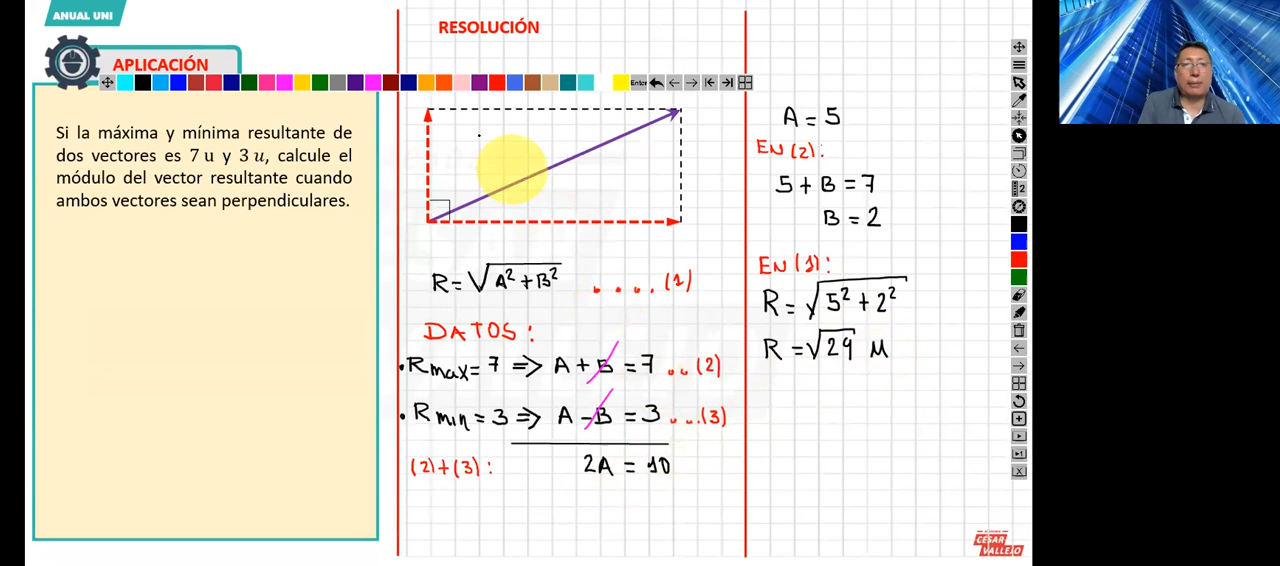 ANUAL UNI
APLICACIÓN
Si la máxima y mínima resultante de
dos vectores es 7 u y 3 u, calcule el
módulo del vector resultante cuando
ambos vectores sean perpendiculares.
RESOLUCIÓN
Enter
R = √(A² + B²) . . . . (1)
DATOS :
• Rmax = 7 => A + B = 7 . . (2)
• Rmin = 3 => A - B = 3 . . . (3)
(2)+(3): 2A = 10
A = 5
EN (2):
5 + B = 7
B = 2
EN (1):
R = √(5² + 2²)
R = √29 u
CÉSAR
VALLEJO